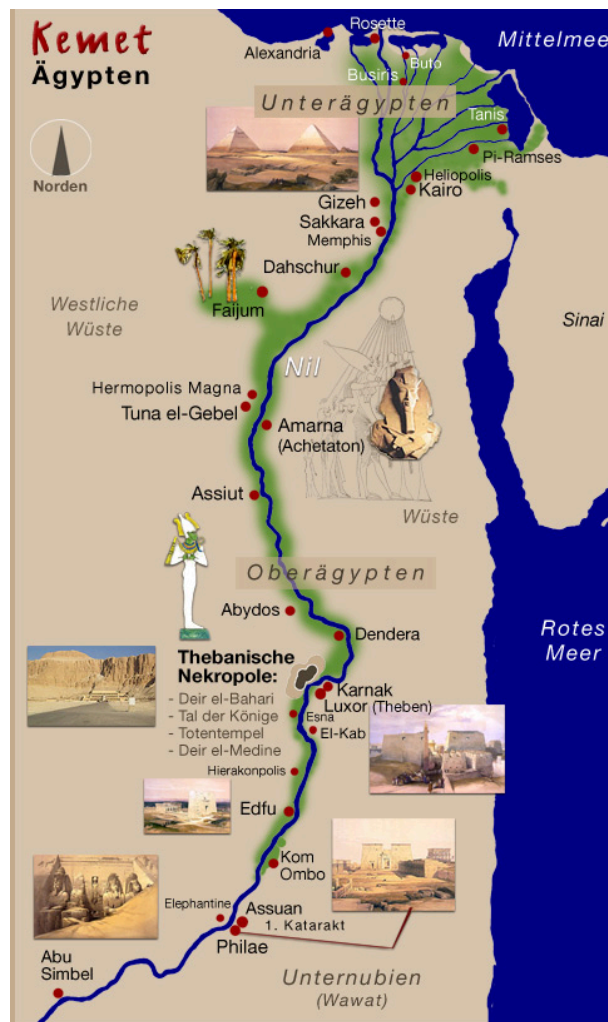 Kemet
Ägypten
Norden
Rosette
Alexandria
Mittelmee
Buto
Busiris
Unterägypten
Tanis
Pi-Ramses
Heliopolis
Kairo
Gizeh
Sakkara
Memphis
Dahschur
Faijum
Westliche
Wüste
Sinai
Nil
Hermopolis Magna
Tuna el-Gebel
Amarna
(Achetaton)
Assiut
Wüste
Oberägypten
Abydos
Dendera
Rotes
Meer
Thebanische
Nekropole:
- Deir el-Bahari
- Tal der Könige
- Totentempel
- Deir el-Medine
Karnak
Luxor (Theben)
Esna
El-Kab
Hierakonpolis
Edfu
Kom
Ombo
Elephantine
Assuan
1. Katarakt
Philae
Abu
Simbel
Unternubien
(Wawat)